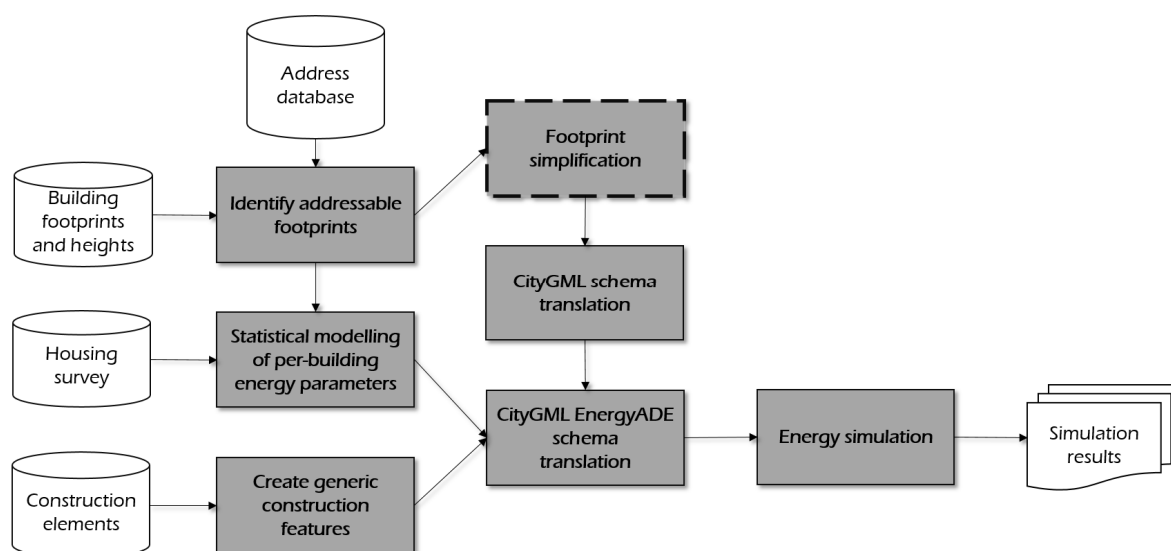 Address
database
Footprint
simplification
Building
footprints
and heights
Identify addressable
footprints
CityGML schema
translation
Housing
survey
Statistical modelling
of per-building
energy parameters
CityGML EnergyADE
schema
translation
Energy simulation
Simulation
results
Construction
elements
Create generic
construction
features